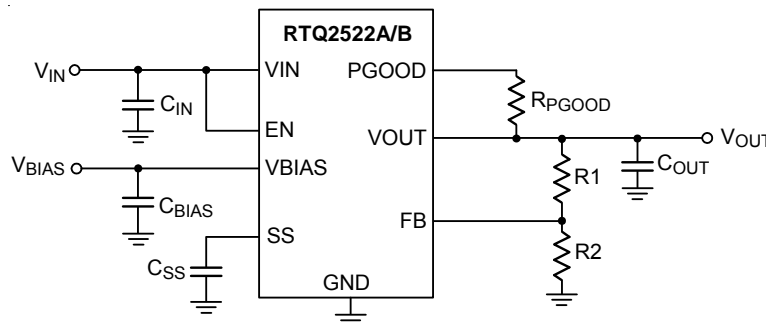 RTQ2522A/B
VIN
VIN
PGOOD
RPGOOD
CIN
EN
VOUT
VOUT
VBIAS
VBIAS
R1
COUT
CBIAS
FB
SS
R2
CSS
GND